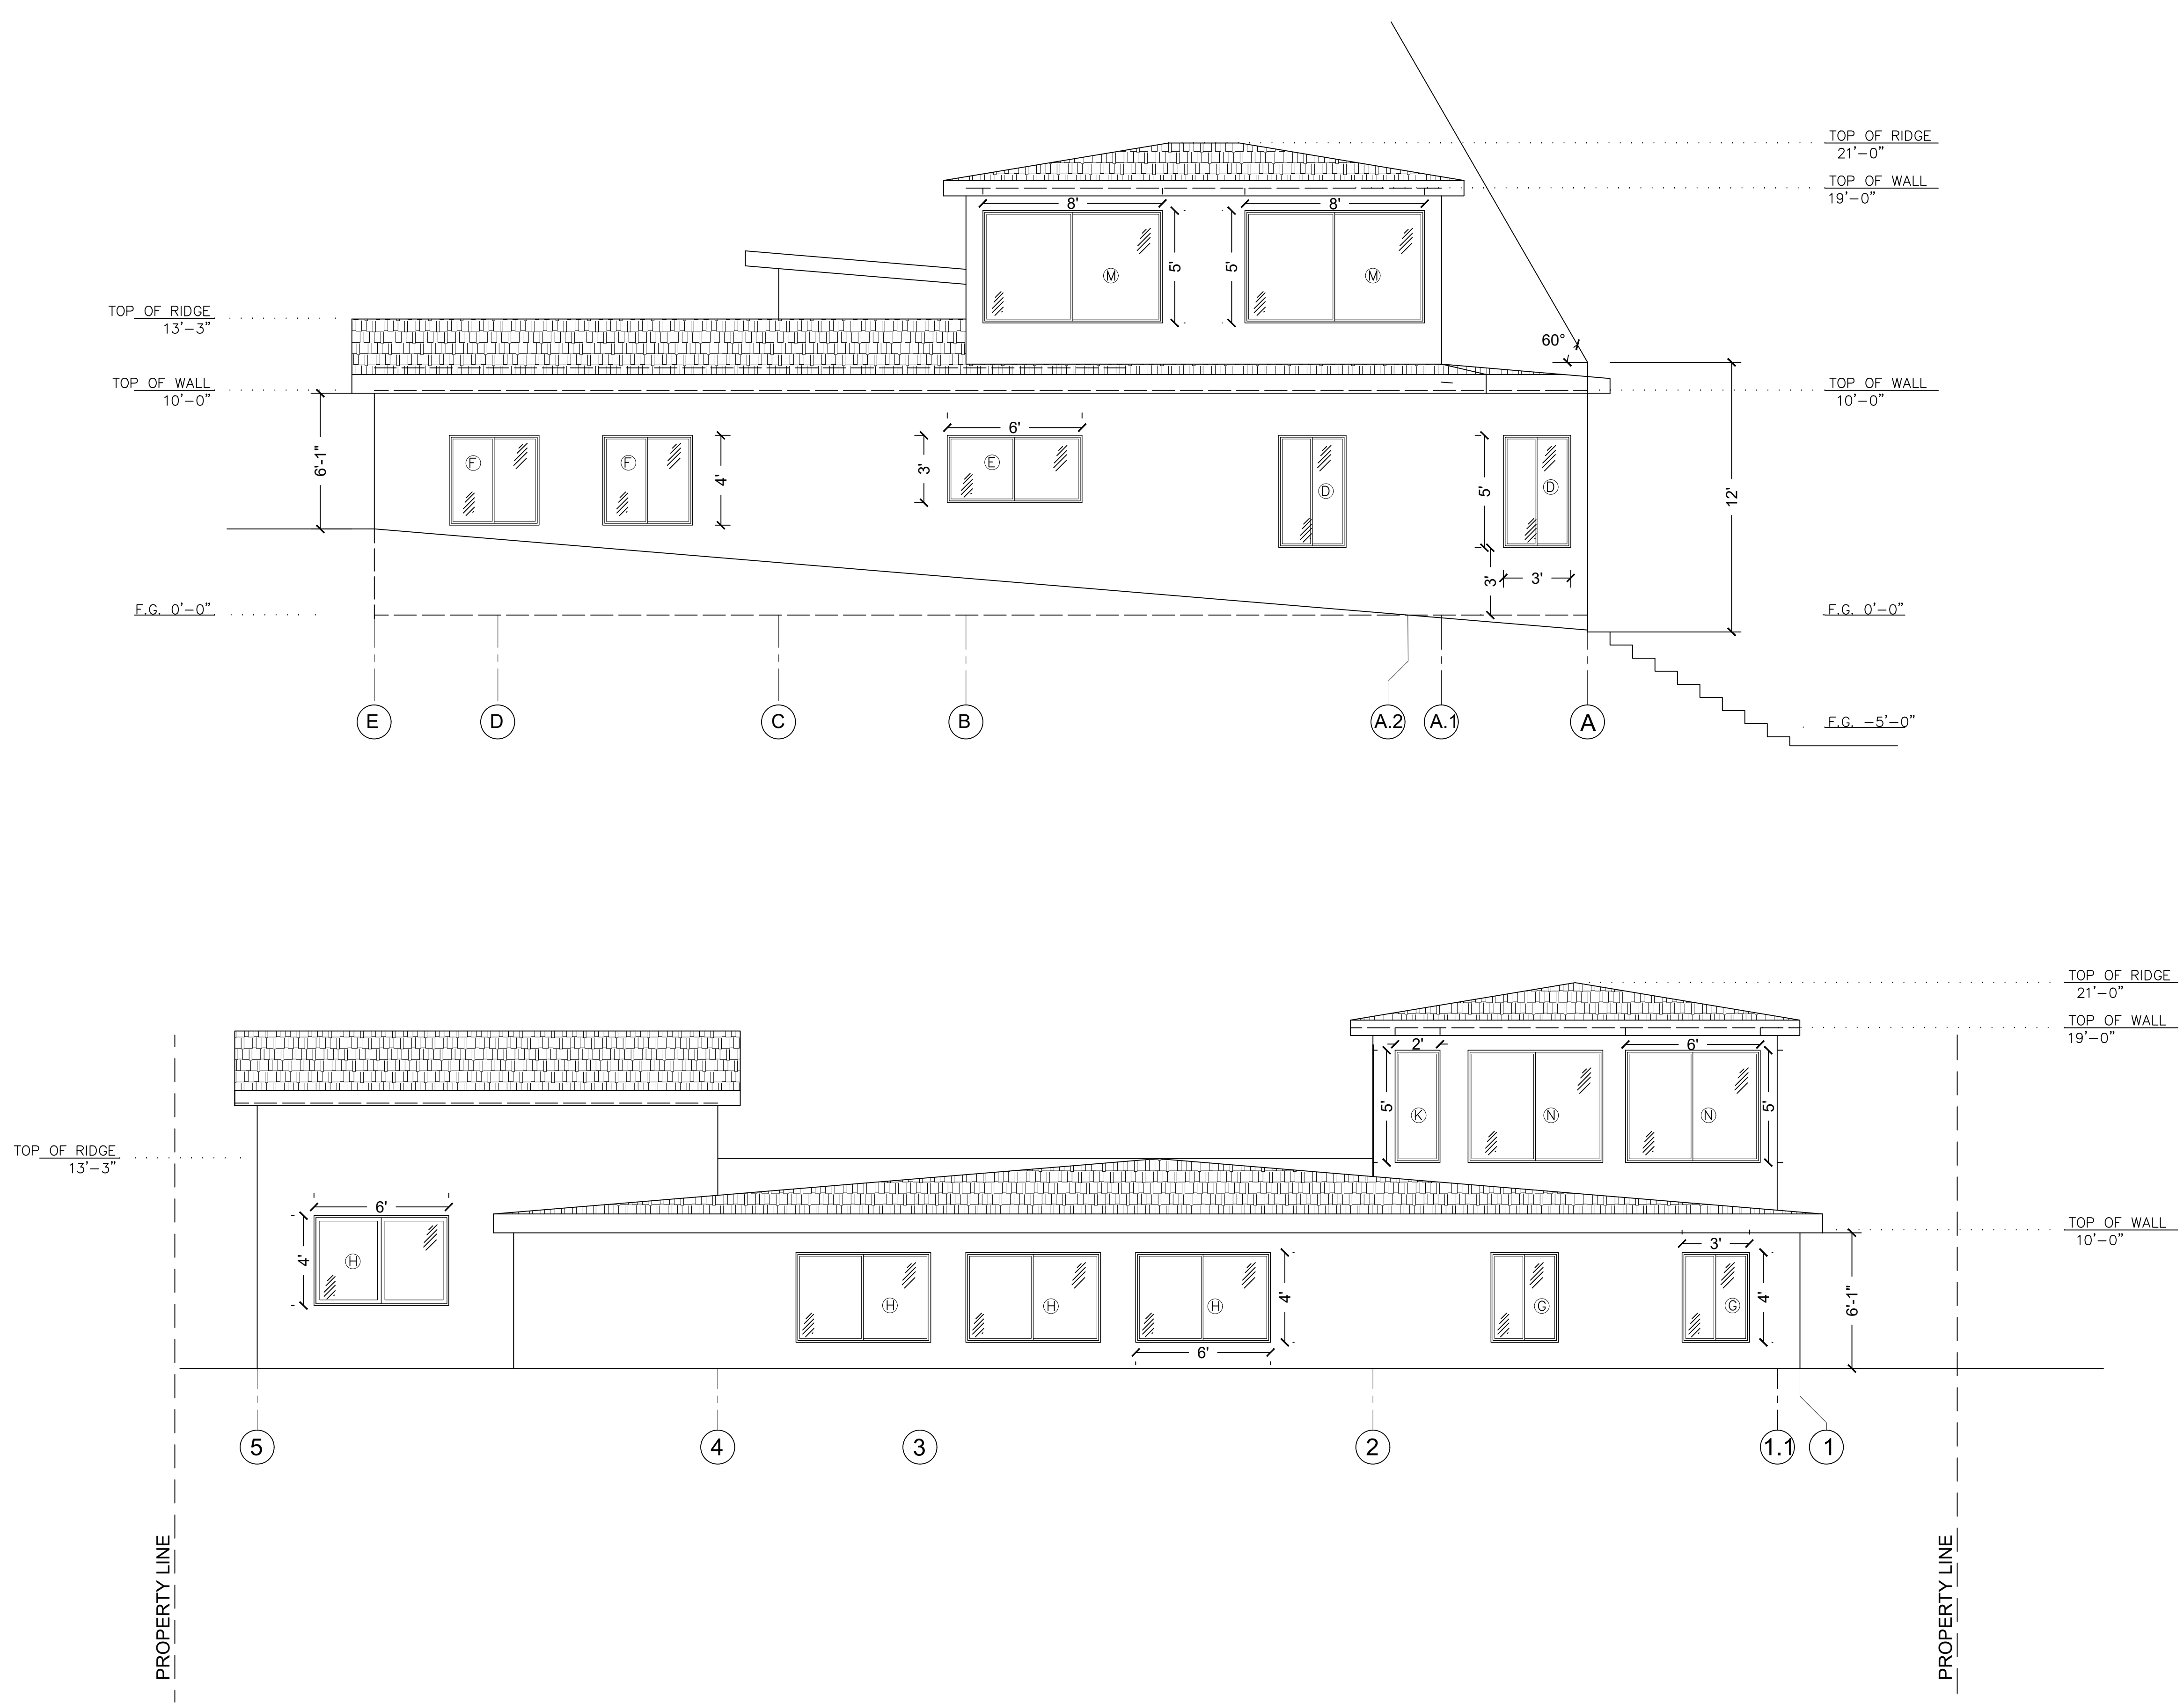 TOP OF RIDGE
21'-0"
TOP OF WALL
19'-0"
8'
8'
5'
5'
M
M
TOP OF RIDGE
13'-3"
60°
TOP OF WALL
10'-0"
TOP OF WALL
10'-0"
6'-1"
6'
F
F
E
4'
3'
D
5'
D
12'
3'
3'
F.G. 0'-0"
F.G. 0'-0"
E
D
C
B
A.2
A.1
A
F.G. -5'-0"
TOP OF RIDGE
21'-0"
TOP OF WALL
19'-0"
2'
6'
5'
5'
K
N
N
TOP OF RIDGE
13'-3"
6'
4'
H
TOP OF WALL
10'-0"
3'
H
H
H
4'
G
G
4'
6'-1"
6'
5
4
3
2
1.1
1
PROPERTY LINE
PROPERTY LINE